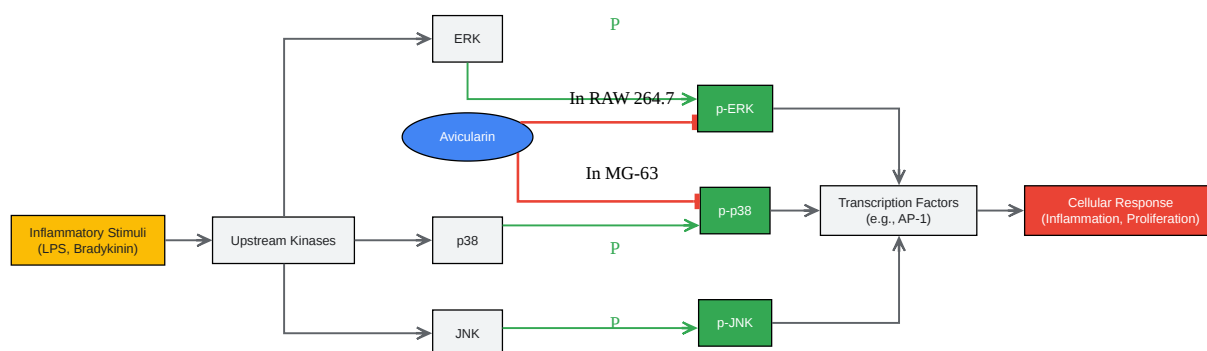 P
ERK
In RAW 264.7
p-ERK
Avicularin
In MG-63
p-p38
Transcription Factors
(e.g., AP-1)
Cellular Response
(Inflammation, Proliferation)
Inflammatory Stimuli
(LPS, Bradykinin)
Upstream Kinases
p38
P
JNK
P
p-JNK